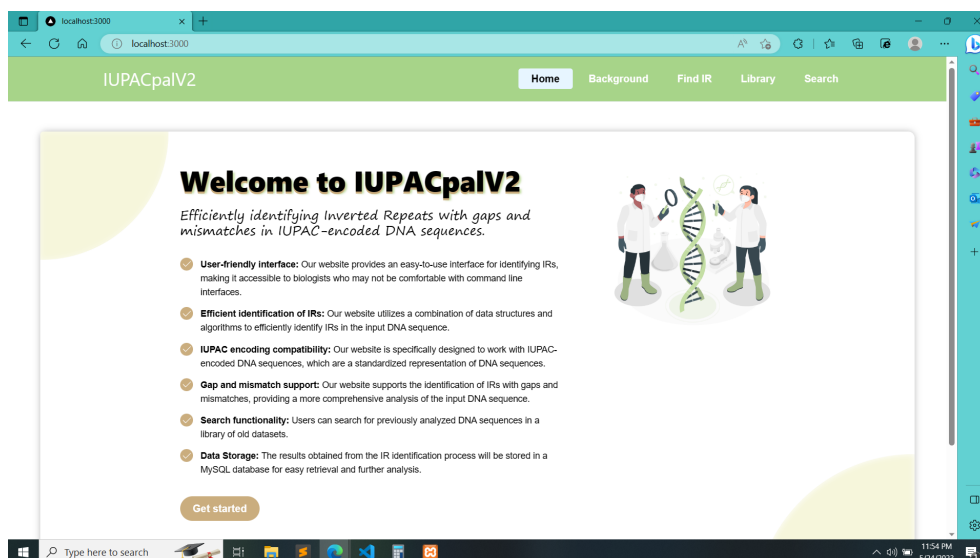 localhost:3000
localhost:3000
IUPACpalV2
Home Background Find IR Library Search
Welcome to IUPACpalV2
Efficiently identifying Inverted Repeats with gaps and
mismatches in IUPAC-encoded DNA sequences.
User-friendly interface: Our website provides an easy-to-use interface for identifying IRs,
making it accessible to biologists who may not be comfortable with command line
interfaces.
Efficient identification of IRs: Our website utilizes a combination of data structures and
algorithms to efficiently identify IRs in the input DNA sequence.
IUPAC encoding compatibility: Our website is specifically designed to work with IUPAC-
encoded DNA sequences, which are a standardized representation of DNA sequences.
Gap and mismatch support: Our website supports the identification of IRs with gaps and
mismatches, providing a more comprehensive analysis of the input DNA sequence.
Search functionality: Users can search for previously analyzed DNA sequences in a
library of old datasets.
Data Storage: The results obtained from the IR identification process will be stored in a
MySQL database for easy retrieval and further analysis.
Get started
Type here to search
11:54 PM
5/24/2023